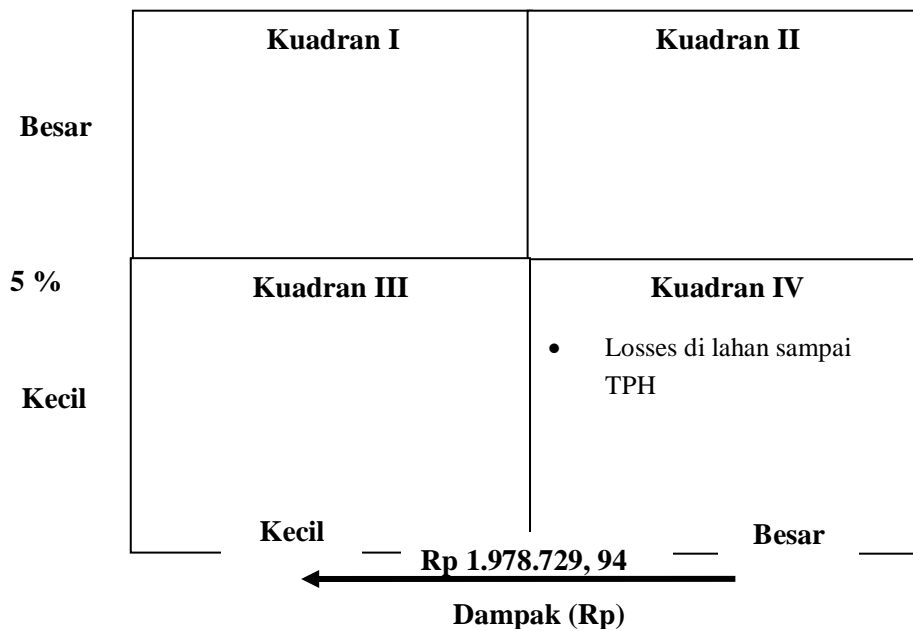 Kuadran I
Kuadran II
Besar
5 %
Kuadran III
Kuadran IV
• Losses di lahan sampai
TPH
Kecil
Kecil
Besar
Rp 1.978.729, 94
Dampak (Rp)